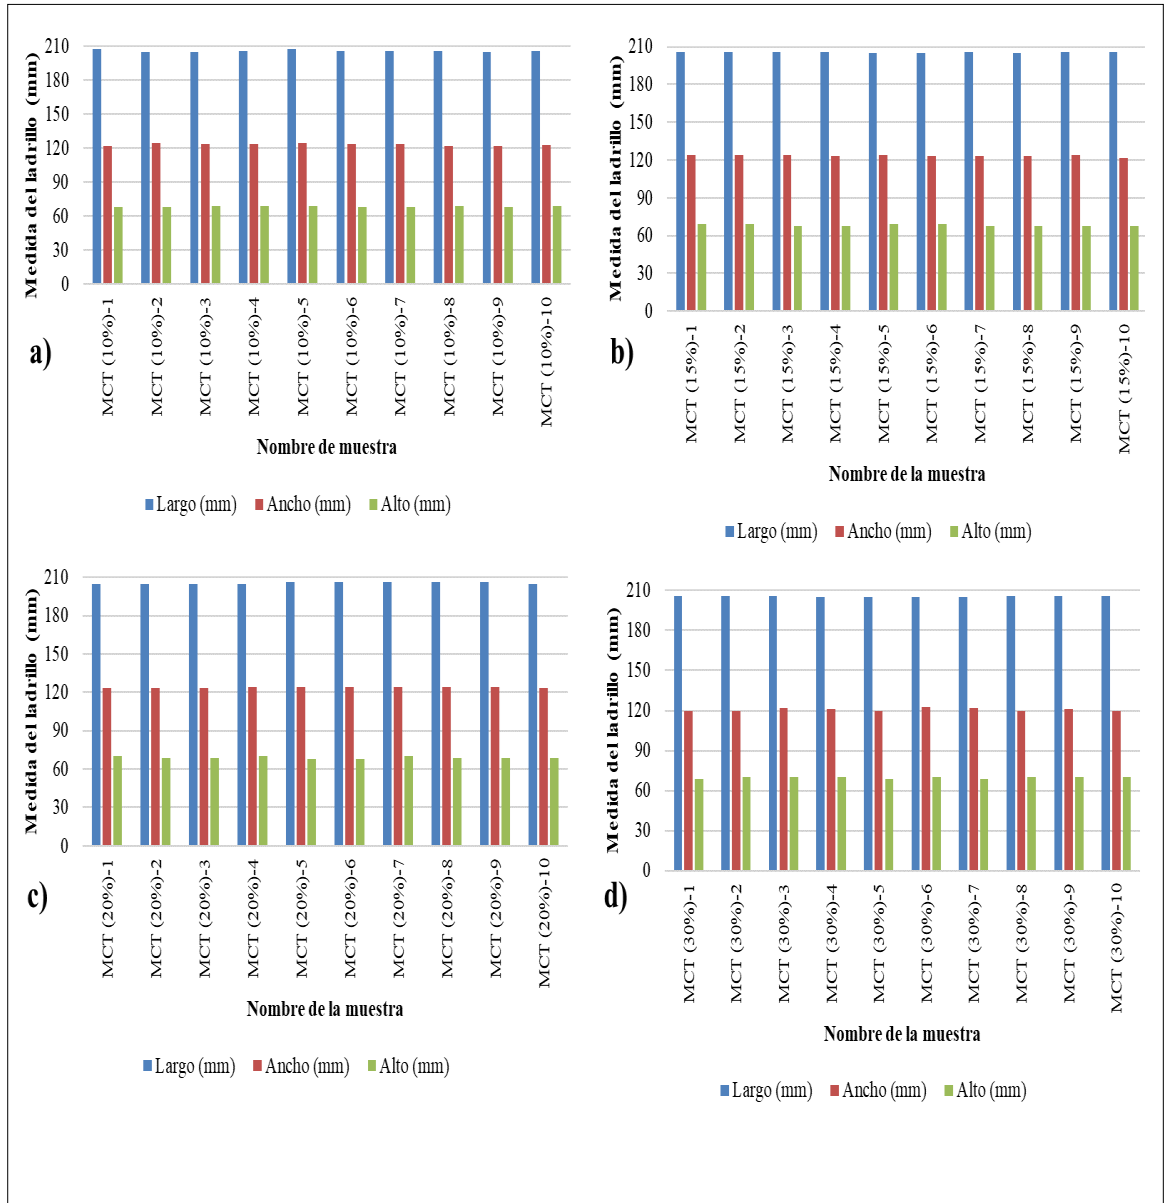 Medida del ladrillo (mm)
210
180
150
120
90
60
30
0
MCT (10%)-1
MCT (10%)-2
MCT (10%)-3
MCT (10%)-4
MCT (10%)-5
MCT (10%)-6
MCT (10%)-7
MCT (10%)-8
MCT (10%)-9
MCT (10%)-10
a)
Nombre de muestra
Largo (mm) Ancho (mm) Alto (mm)
Medida del ladrillo (mm)
210
180
150
120
90
60
30
0
MCT (15%)-1
MCT (15%)-2
MCT (15%)-3
MCT (15%)-4
MCT (15%)-5
MCT (15%)-6
MCT (15%)-7
MCT (15%)-8
MCT (15%)-9
MCT (15%)-10
b)
Nombre de la muestra
Largo (mm) Ancho (mm) Alto (mm)
Medida del ladrillo (mm)
210
180
150
120
90
60
30
0
MCT (20%)-1
MCT (20%)-2
MCT (20%)-3
MCT (20%)-4
MCT (20%)-5
MCT (20%)-6
MCT (20%)-7
MCT (20%)-8
MCT (20%)-9
MCT (20%)-10
c)
Nombre de la muestra
Largo (mm) Ancho (mm) Alto (mm)
Medida del ladrillo (mm)
210
180
150
120
90
60
30
0
MCT (30%)-1
MCT (30%)-2
MCT (30%)-3
MCT (30%)-4
MCT (30%)-5
MCT (30%)-6
MCT (30%)-7
MCT (30%)-8
MCT (30%)-9
MCT (30%)-10
d)
Nombre de la muestra
Largo (mm) Ancho (mm) Alto (mm)